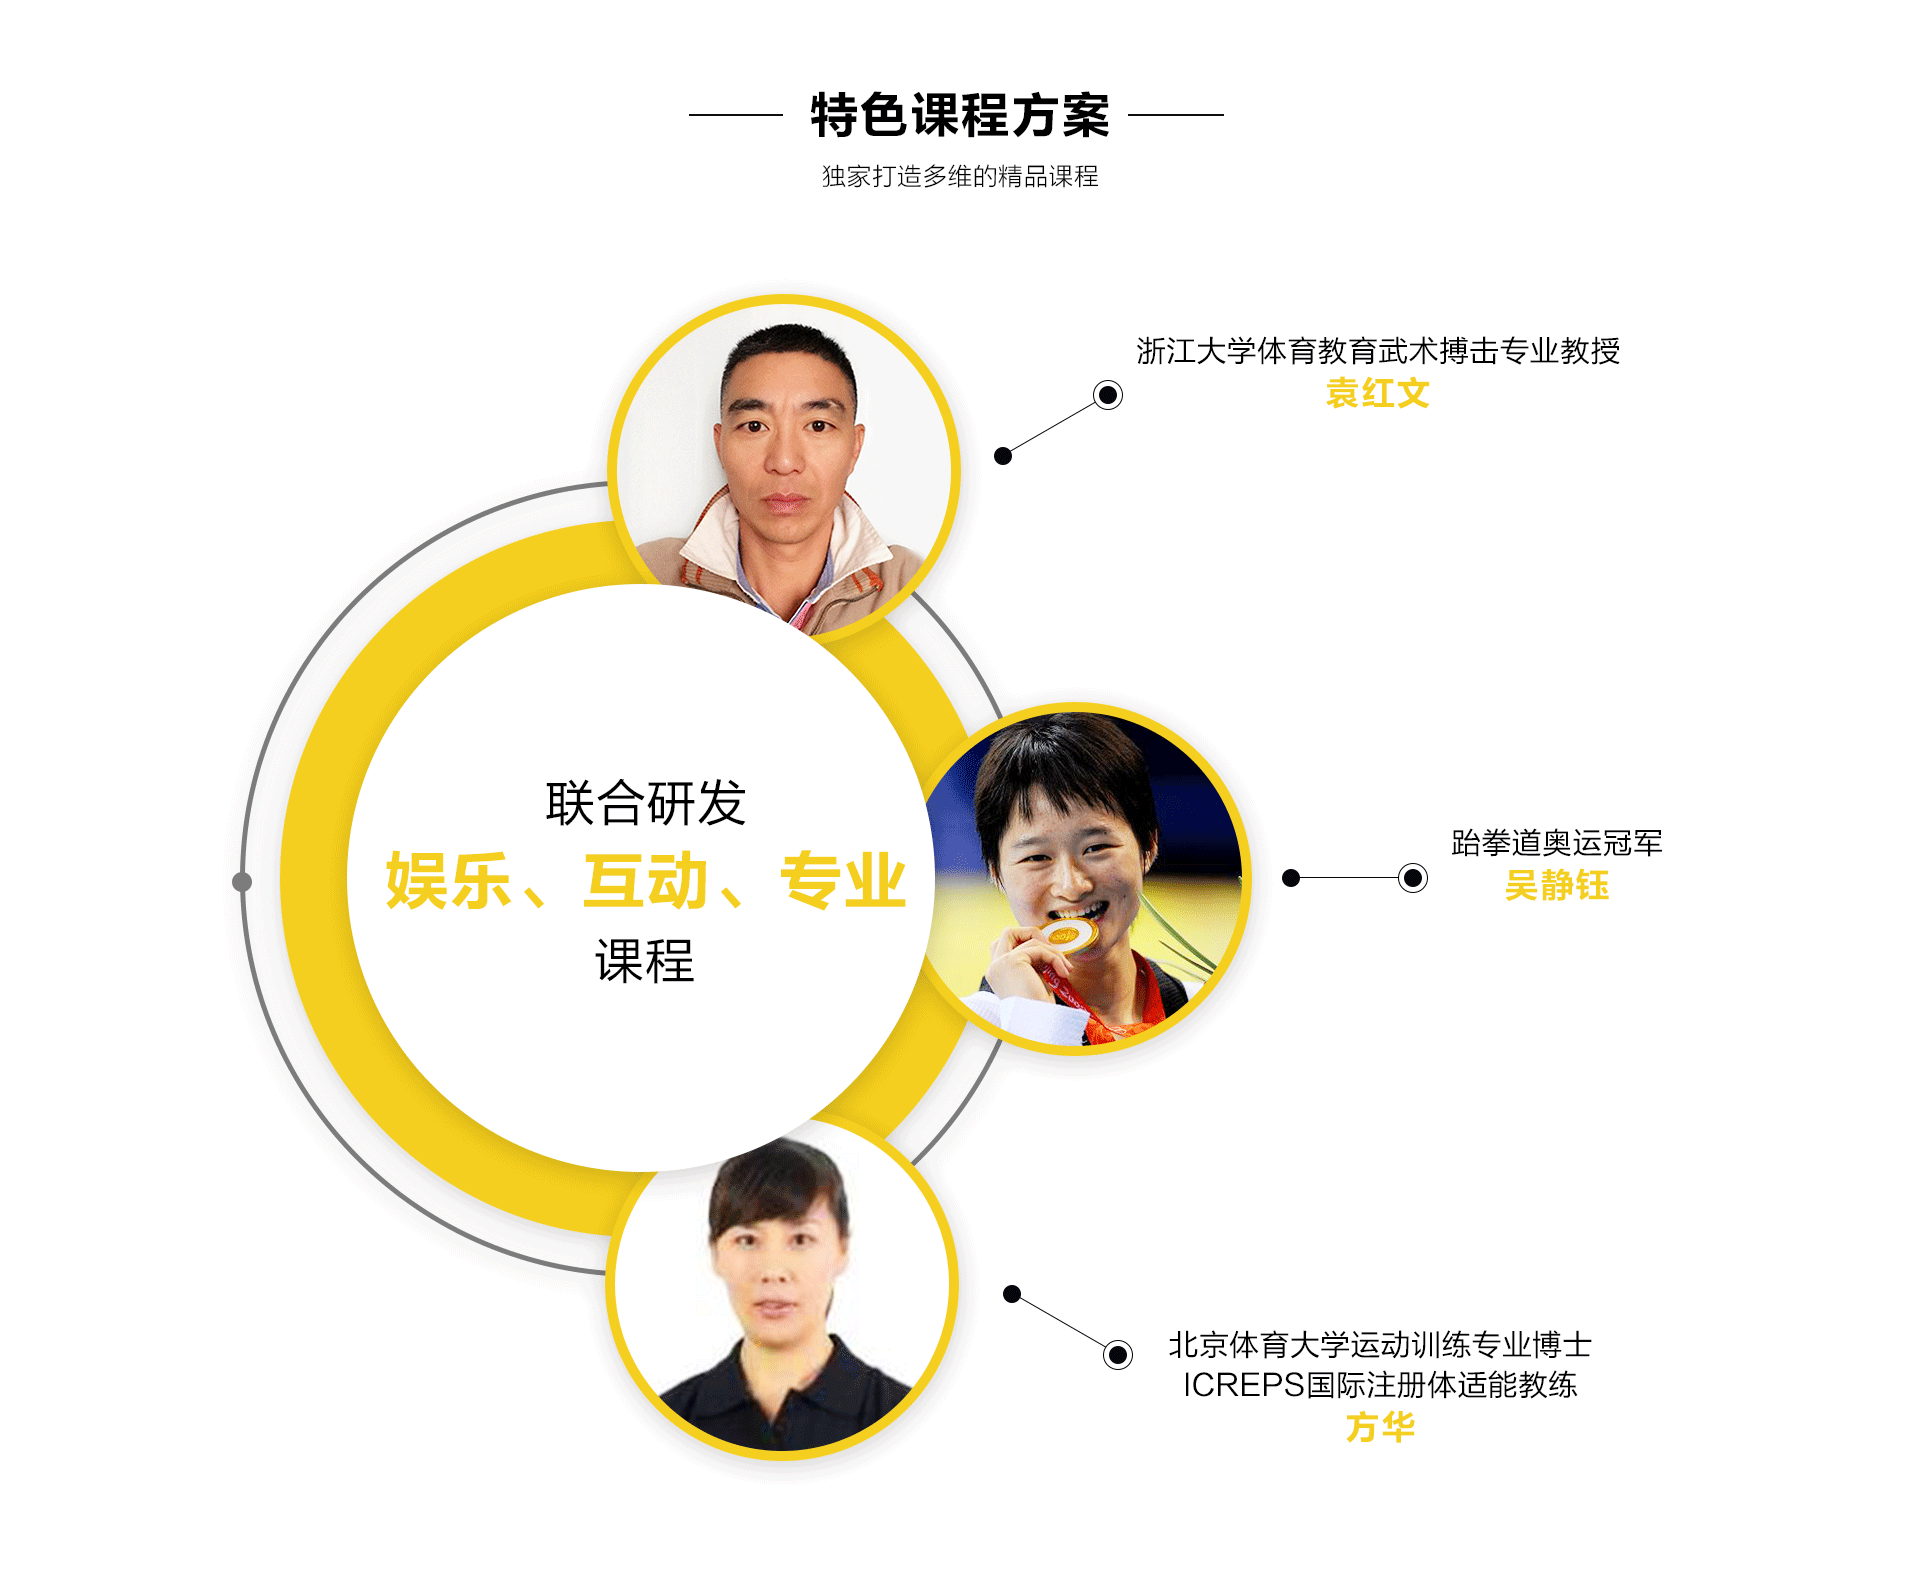 特色课程方案
独家打造多维的精品课程
浙江大学体育教育武术搏击专业教授
袁红文
联合研发
娱乐、互动、专业
课程
跆拳道奥运冠军
吴静钰
北京体育大学运动训练专业博士
ICREPS国际注册体适能教练
方华